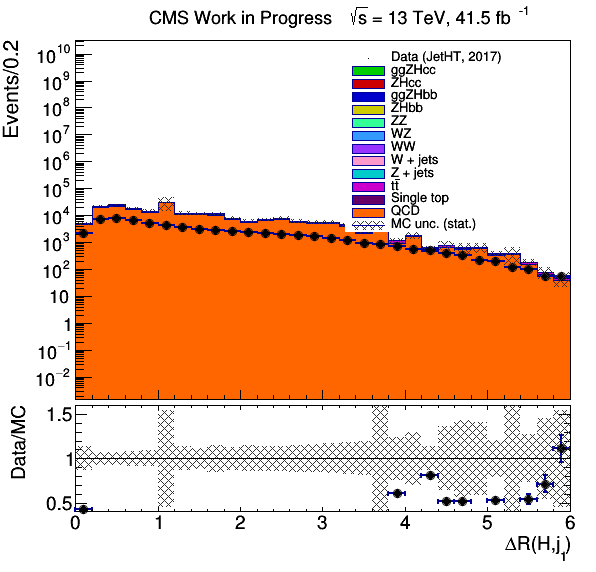 CMS Work in Progress √s = 13 TeV, 41.5 fb⁻¹
Events/0.2
10¹⁰
10⁹
10⁸
10⁷
10⁶
10⁵
10⁴
10³
10²
10
1
10⁻¹
10⁻²
Data (JetHT, 2017)
ggZHcc
ZHcc
ggZHbb
ZHbb
ZZ
WZ
WW
W + jets
Z + jets
tt̄
Single top
QCD
MC unc. (stat.)
Data/MC
1.5
1
0.5
0 1 2 3 4 5 6
ΔR(H,j₁)